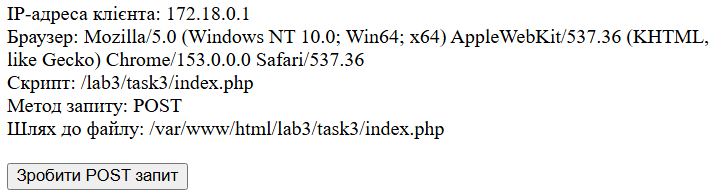 IP-адреса клієнта: 172.18.0.1
Браузер: Mozilla/5.0 (Windows NT 10.0; Win64; x64) AppleWebKit/537.36 (KHTML,
like Gecko) Chrome/153.0.0.0 Safari/537.36
Скрипт: /lab3/task3/index.php
Метод запиту: POST
Шлях до файлу: /var/www/html/lab3/task3/index.php
Зробити POST запит